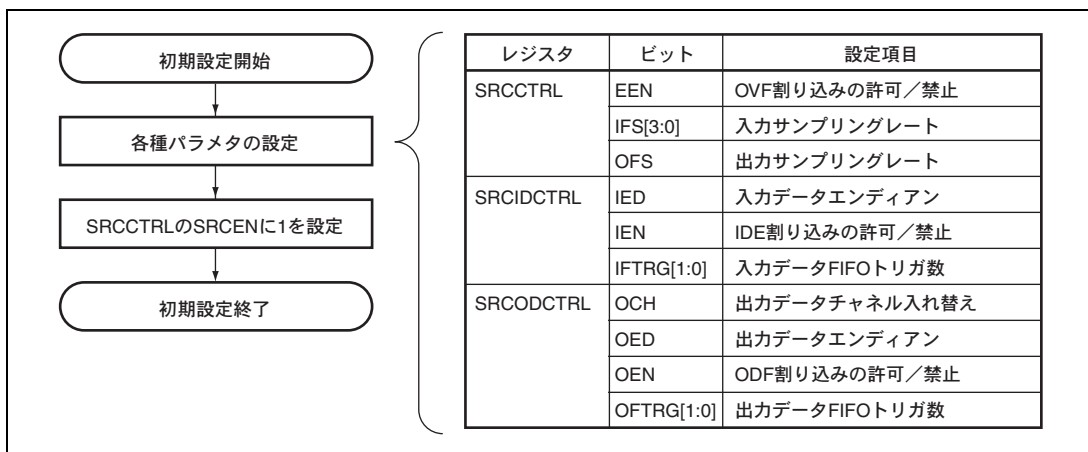 初期設定開始
各種パラメタの設定
SRCCTRLのSRCENに1を設定
初期設定終了
レジスタ ビット 設定項目
SRCCTRL EEN OVF割り込みの許可／禁止
IFS[3:0] 入力サンプリングレート
OFS 出力サンプリングレート
SRCIDCTRL IED 入力データエンディアン
IEN IDE割り込みの許可／禁止
IFTRG[1:0] 入力データFIFOトリガ数
SRCODCTRL OCH 出力データチャネル入れ替え
OED 出力データエンディアン
OEN ODF割り込みの許可／禁止
OFTRG[1:0] 出力データFIFOトリガ数